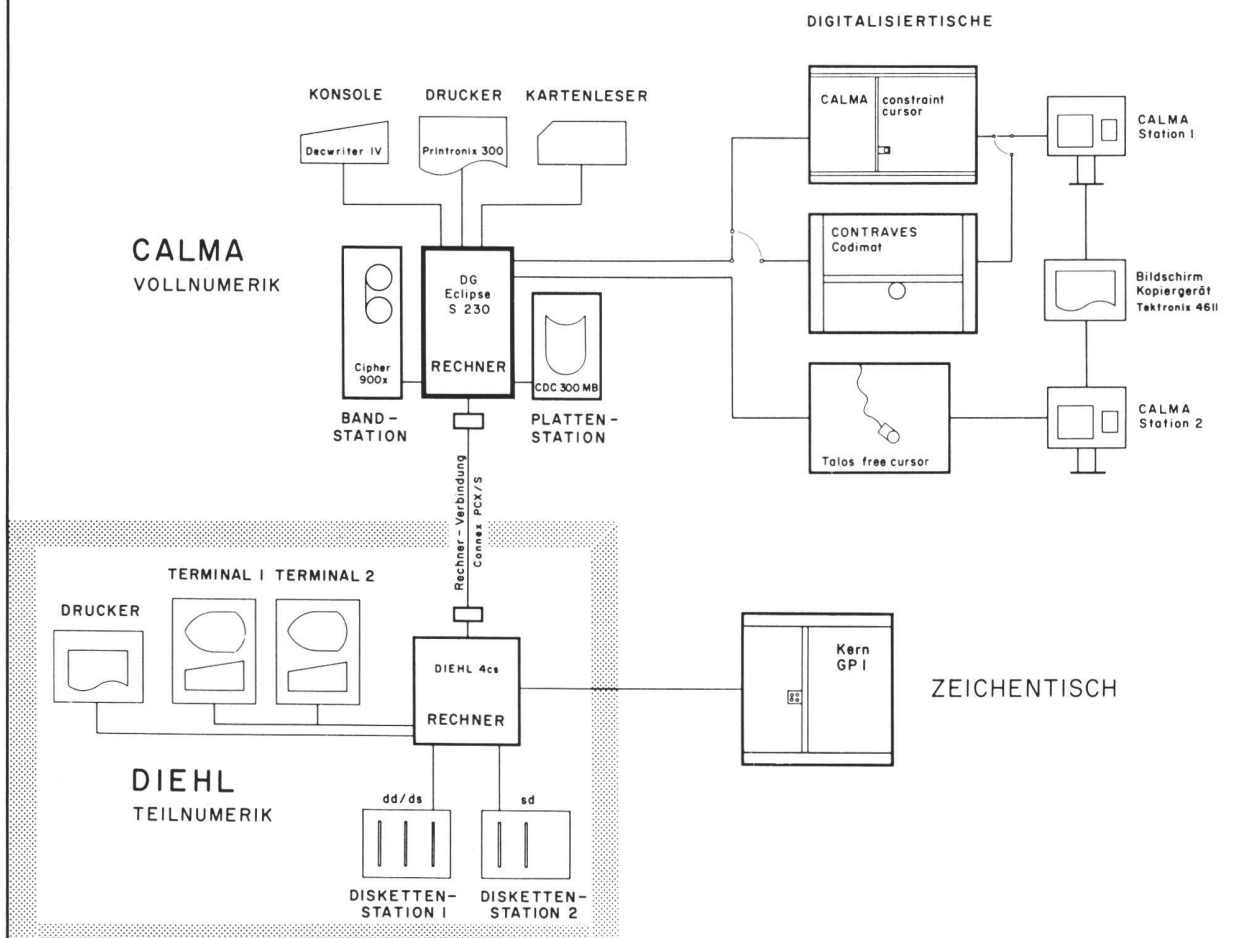 DIGITALISIERTISCHE
KONSOLE
DRUCKER
KARTENLESER
Decwriter IV
Printronix 300
CALMA
constraint
cursor
CALMA
Station 1
CALMA
VOLLNUMERIK
DG
Eclipse
S 230
RECHNER
Cipher
900x
CDC 300 MB
BAND-
STATION
PLATTEN-
STATION
CONTRAVES
Codimat
Bildschirm
Kopiergerät
Tektronix 4611
Talos free cursor
CALMA
Station 2
Rechner-Verbindung
Connex PCX/S
TERMINAL 1 TERMINAL 2
DRUCKER
DIEHL 4cs
RECHNER
Kern
GP1
ZEICHENTISCH
DIEHL
TEILNUMERIK
dd/ds
sd
DISKETTEN-
STATION 1
DISKETTEN-
STATION 2